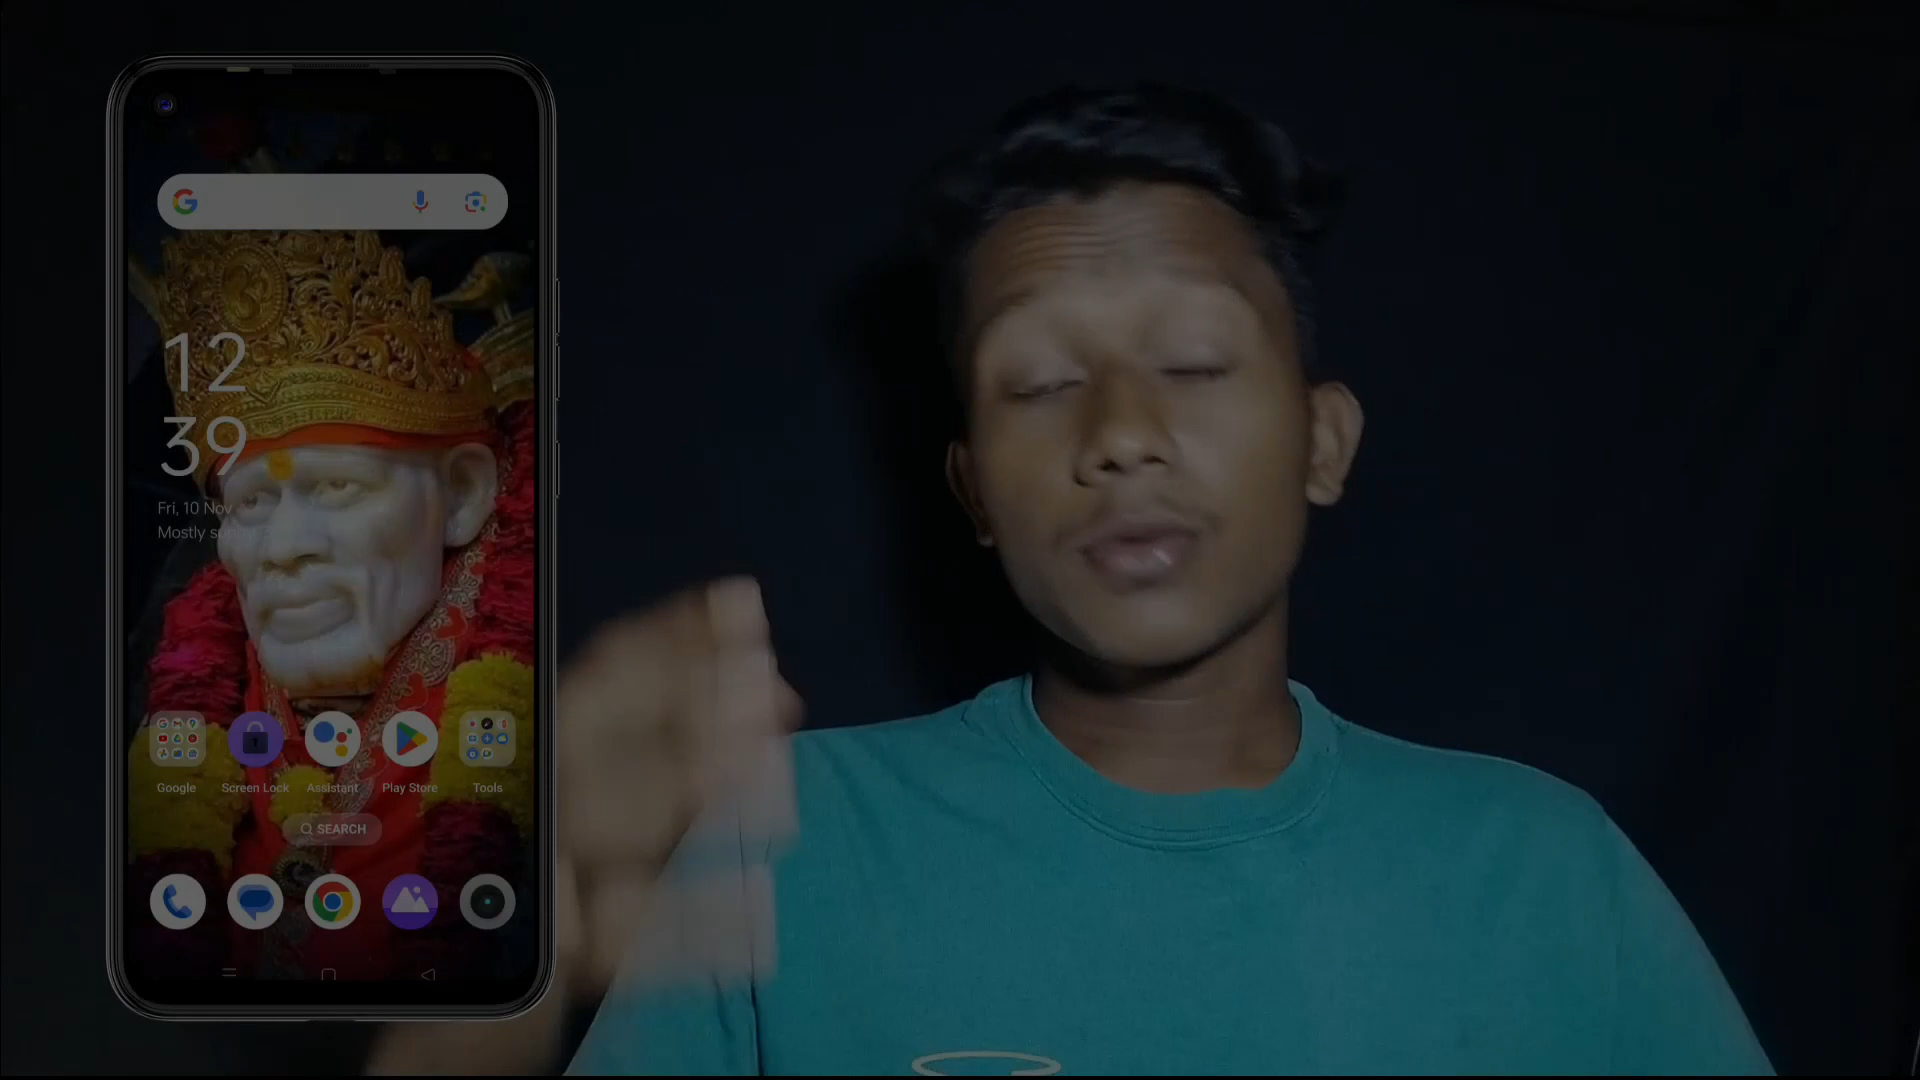 12
39
Fri, 10 Nov
Mostly
Google
Screen Lock
Assistant
Play Store
Tools
SEARCH